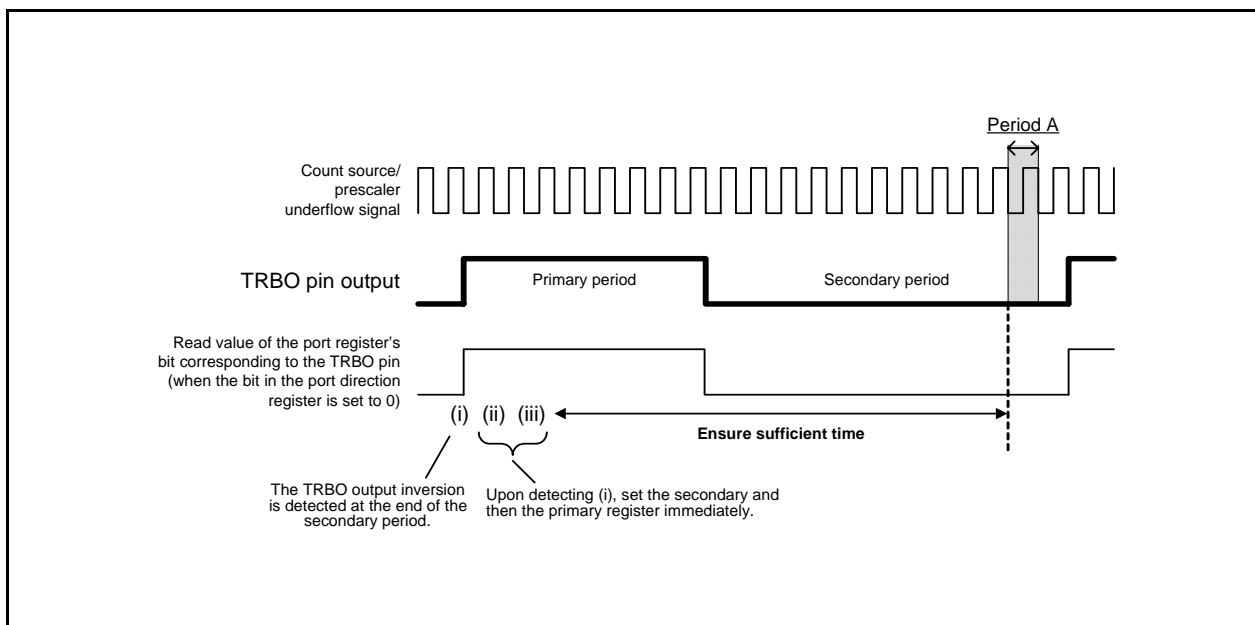 Period A
Count source/
prescaler
underflow signal
TRBO pin output
Primary period
Secondary period
Read value of the port register's
bit corresponding to the TRBO pin
(when the bit in the port direction
register is set to 0)
(i) (ii) (iii)
Ensure sufficient time
The TRBO output inversion
is detected at the end of the
secondary period.
Upon detecting (i), set the secondary and
then the primary register immediately.